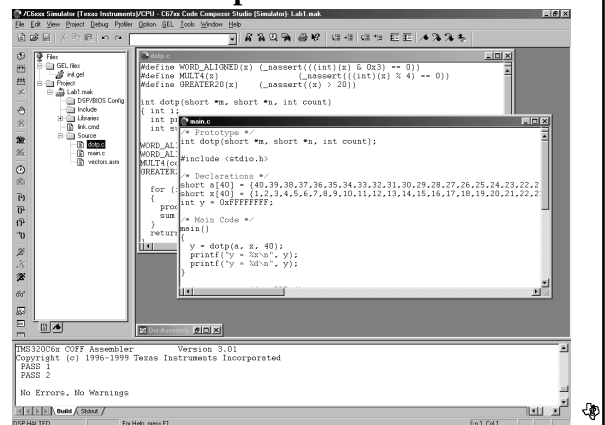 /C6xxx Simulator (Texas Instruments)/CPU - C67xx Code Composer Studio (Simulator)- Lab1.mak
File Edit View Project Debug Profiler Option GEL Tools Window Help
Files
GEL files
init.gel
Project
Lab1.mak
DSP/BIOS Config
Include
Libraries
link.cmd
Source
dotp.c
main.c
vectors.asm
dotp.c
#define WORD_ALIGNED(x) (_nassert(((int)(x) & 0x3) == 0))
#define MULT4(x) (_nassert(((int)(x) % 4) == 0))
#define GREATER20(x) (_nassert((x) > 20))
int dotp(short *m, short *n, int count)
{ int i;
int p
int s
WORD_AL
WORD_AL
MULT4(c
GREATER
for (
{
proc
sum
}
retur
}
main.c
/* Prototype */
int dotp(short *m, short *n, int count);
#include <stdio.h>
/* Declarations */
short a[40] = {40,39,38,37,36,35,34,33,32,31,30,29,28,27,26,25,24,23,22,2
short x[40] = {1,2,3,4,5,6,7,8,9,10,11,12,13,14,15,16,17,18,19,20,21,22,2
int y = 0xFFFFFFFF;
/* Main Code */
main()
{
y = dotp(a, x, 40);
printf("y = %x\n", y);
printf("y = %d\n", y);
}
Dis-Assembly
TMS320C6x COFF Assembler Version 3.01
Copyright (c) 1996-1999 Texas Instruments Incorporated
PASS 1
PASS 2
No Errors, No Warnings
Build Stdout
DSP HALTED For Help, press F1 Ln 1, Col 1